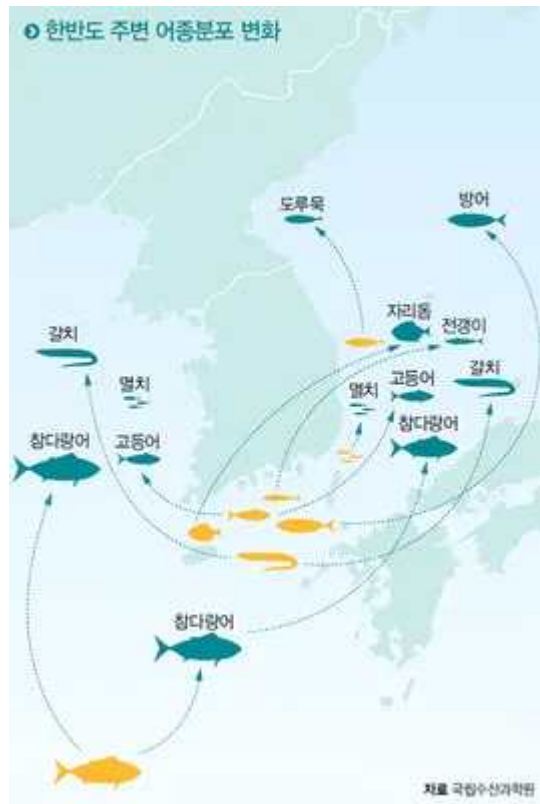 한반도 주변 어종분포 변화
도루묵
방어
자리돔
전갱이
갈치
멸치
고등어
갈치
멸치
참다랑어
참다랑어
고등어
참다랑어
자료 국립수산과학원